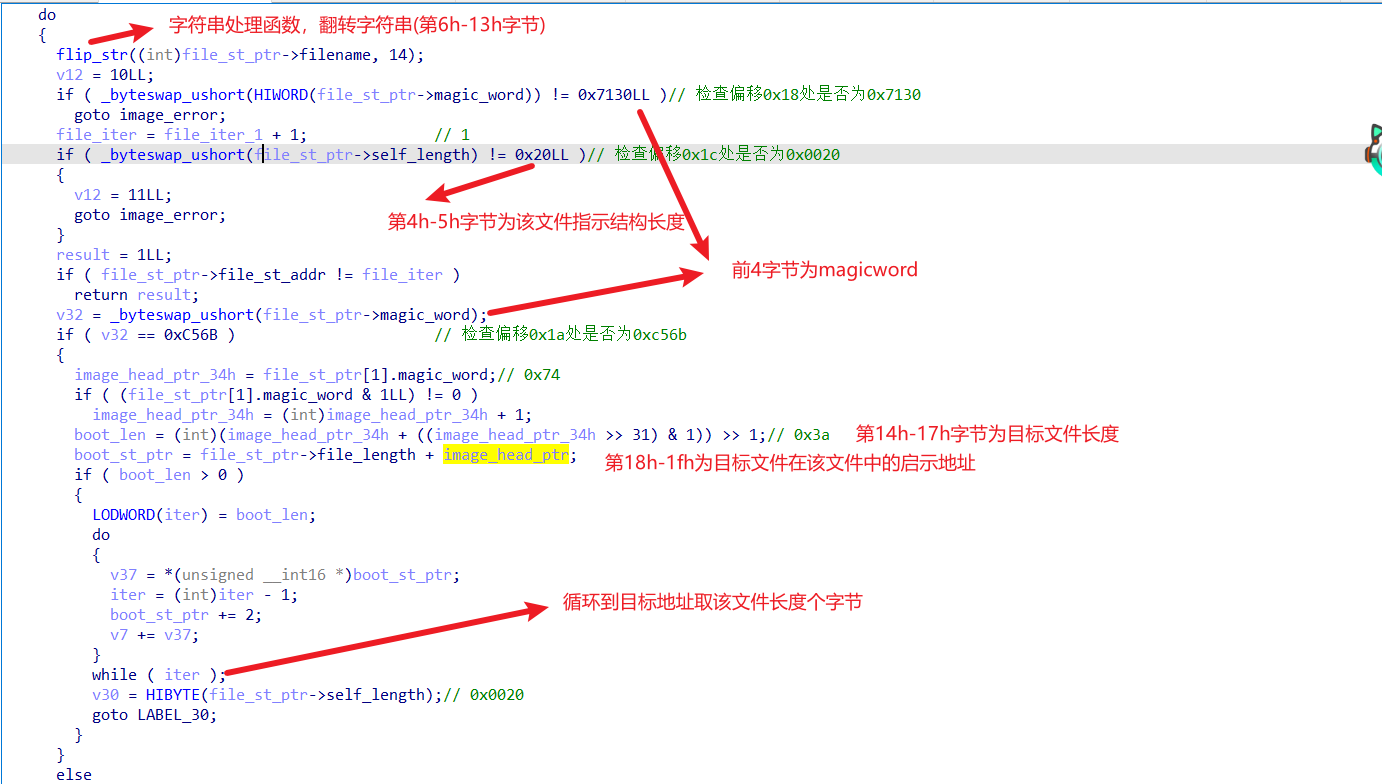 do
字符串处理函数，翻转字符串(第6h-13h字节)
{
flip_str((int)file_st_ptr->filename, 14);
v12 = 10LL;
if ( _byteswap_ushort(HIWORD(file_st_ptr->magic_word)) != 0x7130LL )// 检查偏移0x18处是否为0x7130
goto image_error;
file_iter = file_iter_1 + 1; // 1
if ( _byteswap_ushort(file_st_ptr->self_length) != 0x20LL )// 检查偏移0x1c处是否为0x0020
{
v12 = 11LL;
goto image_error;
第4h-5h字节为该文件指示结构长度
}
result = 1LL;
if ( file_st_ptr->file_st_addr != file_iter )
前4字节为magicword
return result;
v32 = _byteswap_ushort(file_st_ptr->magic_word);
if ( v32 == 0xC56B ) // 检查偏移0x1a处是否为0xc56b
{
image_head_ptr_34h = file_st_ptr[1].magic_word;// 0x74
if ( (file_st_ptr[1].magic_word & 1LL) != 0 )
image_head_ptr_34h = (int)image_head_ptr_34h + 1;
boot_len = (int)(image_head_ptr_34h + ((image_head_ptr_34h >> 31) & 1)) >> 1;// 0x3a 第14h-17h字节为目标文件长度
boot_st_ptr = file_st_ptr->file_length + image_head_ptr; 第18h-1fh为目标文件在该文件中的启示地址
if ( boot_len > 0 )
{
LODWORD(iter) = boot_len;
do
{
v37 = *(unsigned __int16 *)boot_st_ptr;
iter = (int)iter - 1;
循环到目标地址取该文件长度个字节
boot_st_ptr += 2;
v7 += v37;
}
while ( iter );
v30 = HIBYTE(file_st_ptr->self_length);// 0x0020
goto LABEL_30;
}
}
else